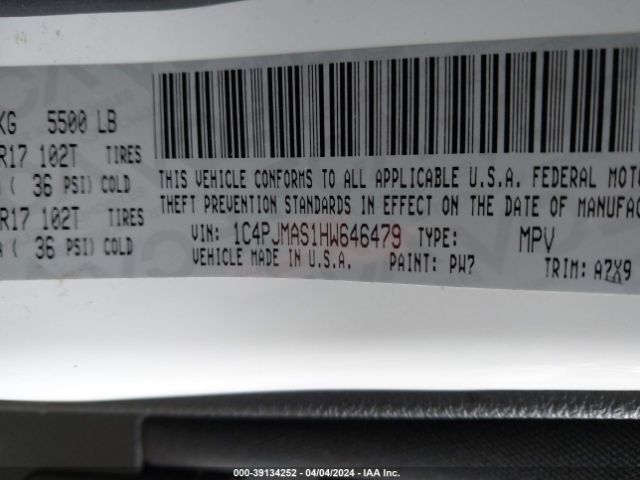 KG 5500 LB
R17 102T TIRES
( 36 PSI) COLD
R17 102T TIRES
A ( 36 PSI) COLD
THIS VEHICLE CONFORMS TO ALL APPLICABLE U.S.A. FEDERAL MOTO
THEFT PREVENTION STANDARDS IN EFFECT ON THE DATE OF MANUFAC
VIN: 1C4PJMAS1HW646479 TYPE: MPV
VEHICLE MADE IN U.S.A. PAINT: PW7 TRIM: A7X9
000-39134252 | 04/04/2024 | IAA Inc.